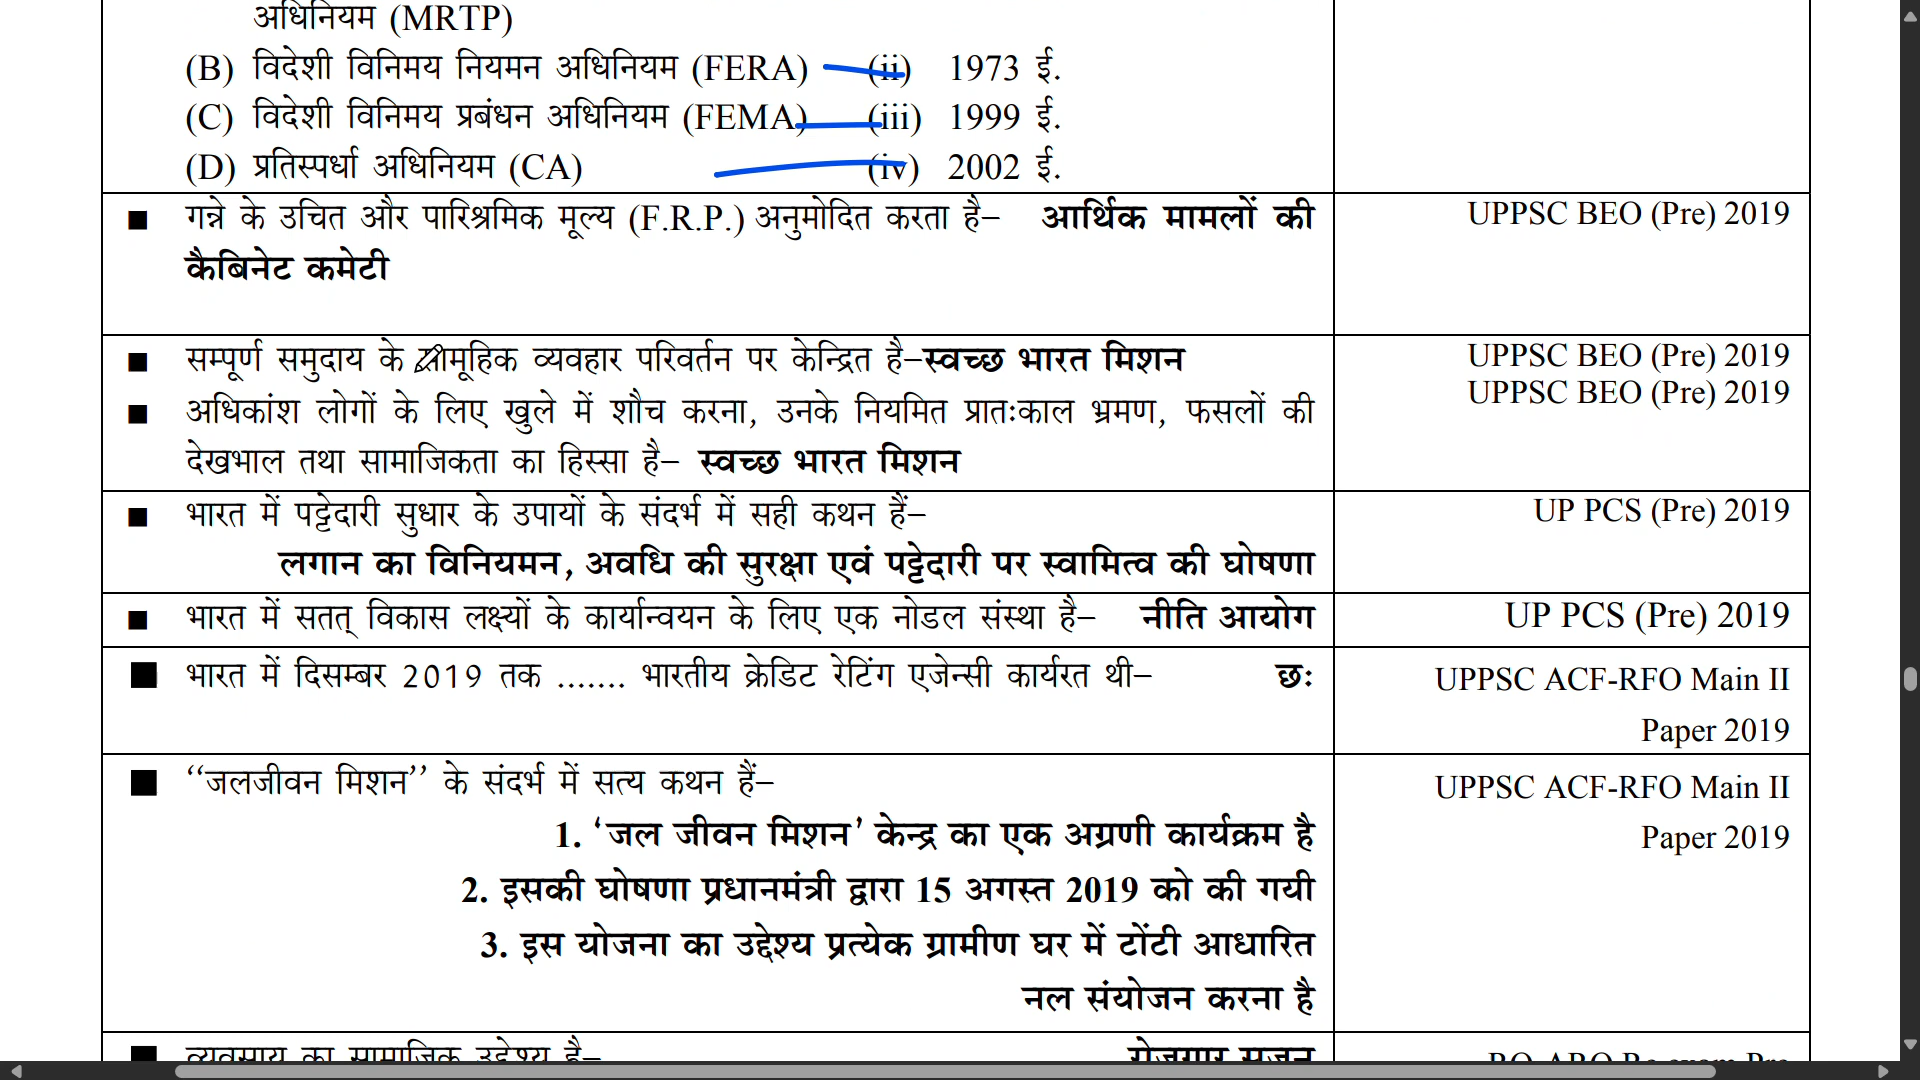 अधिनियम (MRTP)
(B) विदेशी विनिमय नियमन अधिनियम (FERA) (ii) 1973 ई.
(C) विदेशी विनिमय प्रबंधन अधिनियम (FEMA) (iii) 1999 ई.
(D) प्रतिस्पर्धा अधिनियम (CA) (iv) 2002 ई.
■ गन्ने के उचित और पारिश्रमिक मूल्य (F.R.P.) अनुमोदित करता है– आर्थिक मामलों की UPPSC BEO (Pre) 2019
कैबिनेट कमेटी
■ सम्पूर्ण समुदाय के सामूहिक व्यवहार परिवर्तन पर केन्द्रित है–स्वच्छ भारत मिशन UPPSC BEO (Pre) 2019
UPPSC BEO (Pre) 2019
■ अधिकांश लोगों के लिए खुले में शौच करना, उनके नियमित प्रातःकाल भ्रमण, फसलों की
देखभाल तथा सामाजिकता का हिस्सा है– स्वच्छ भारत मिशन
■ भारत में पट्टेदारी सुधार के उपायों के संदर्भ में सही कथन हैं– UP PCS (Pre) 2019
लगान का विनियमन, अवधि की सुरक्षा एवं पट्टेदारी पर स्वामित्व की घोषणा
■ भारत में सतत् विकास लक्ष्यों के कार्यान्वयन के लिए एक नोडल संस्था है– नीति आयोग UP PCS (Pre) 2019
■ भारत में दिसम्बर 2019 तक ....... भारतीय क्रेडिट रेटिंग एजेन्सी कार्यरत थी– छः UPPSC ACF-RFO Main II
Paper 2019
■ ‘‘जलजीवन मिशन’’ के संदर्भ में सत्य कथन हैं– UPPSC ACF-RFO Main II
1. ‘जल जीवन मिशन’ केन्द्र का एक अग्रणी कार्यक्रम है Paper 2019
2. इसकी घोषणा प्रधानमंत्री द्वारा 15 अगस्त 2019 को की गयी
3. इस योजना का उद्देश्य प्रत्येक ग्रामीण घर में टोंटी आधारित
नल संयोजन करना है
■ व्यवसाय का सामाजिक उद्देश्य है– रोजगार सृजन